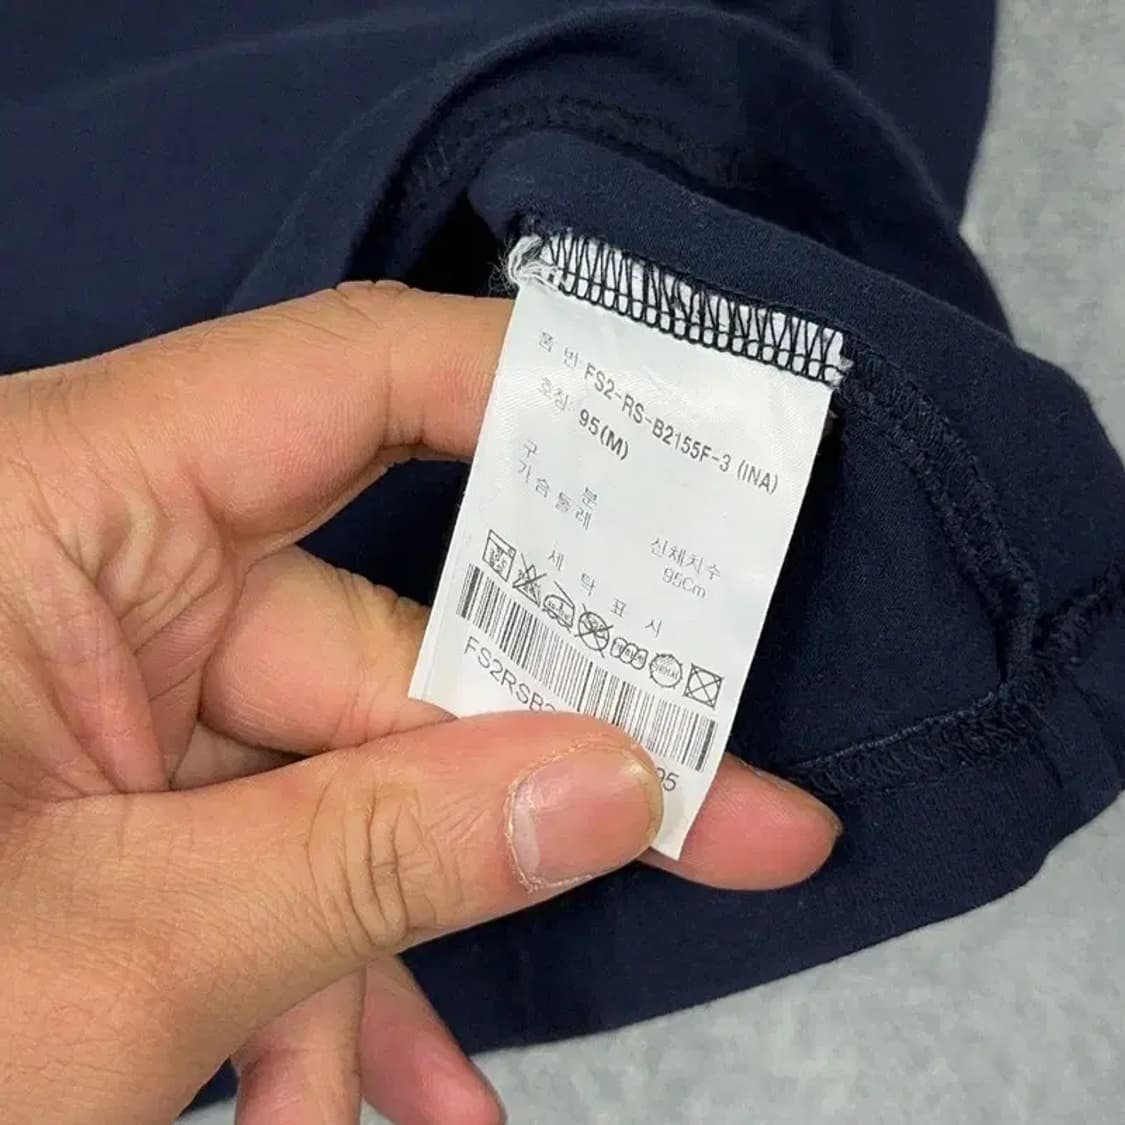 품 번 FS2-RS-B2155F-3 (INA)
호칭 95(M)
구 분 신체치수
가슴둘레 95Cm
세 탁 표 시
FS2RSB2
95